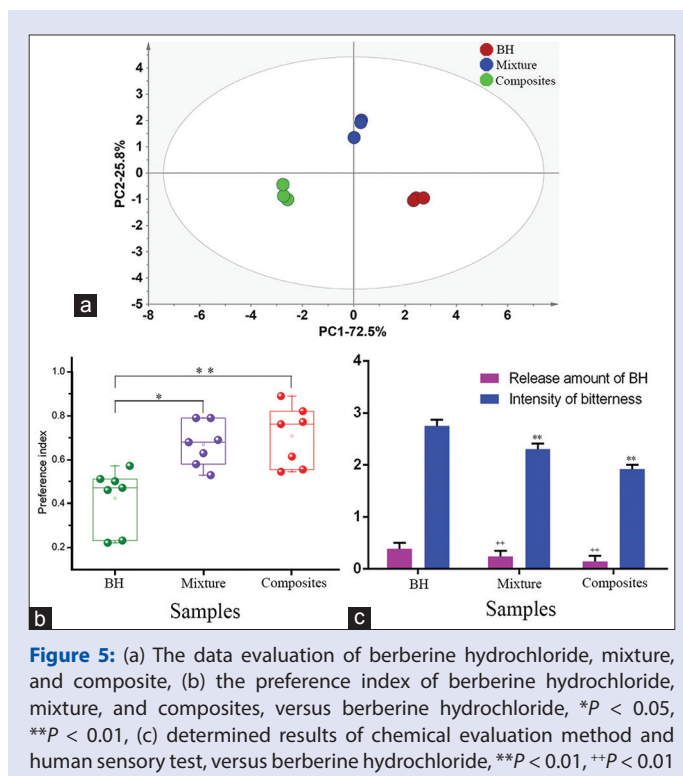 BH
Mixture
Composites
4
3
2
1
0
-1
-2
-3
-4
-5
PC2-25.8%
-8 -6 -4 -2 0 2 4 6
PC1-72.5%
a
1.0
0.8
0.6
0.4
0.2
Preference index
**
*
BH Mixture Composites
Samples
b
4
3
2
1
0
Release amount of BH
Intensity of bitterness
**
**
++
++
BH Mixture Composites
Samples
c
Figure 5: (a) The data evaluation of berberine hydrochloride, mixture,
and composite, (b) the preference index of berberine hydrochloride,
mixture, and composites, versus berberine hydrochloride, *P < 0.05,
**P < 0.01, (c) determined results of chemical evaluation method and
human sensory test, versus berberine hydrochloride, **P < 0.01, ++P < 0.01